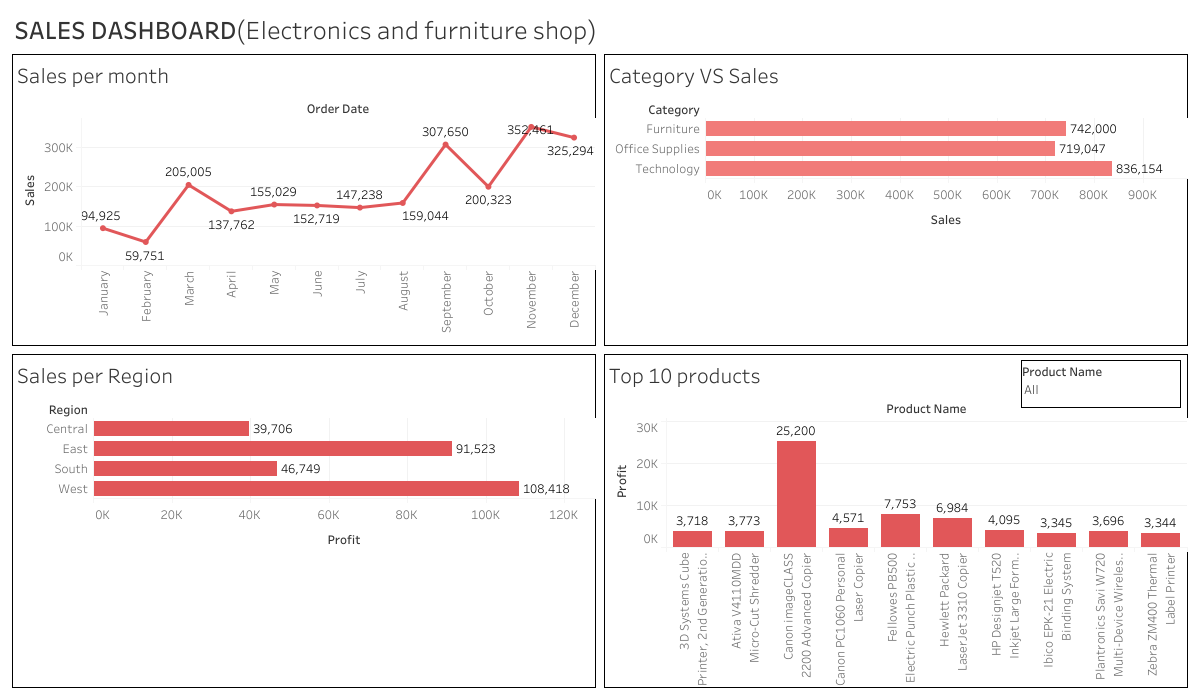 SALES DASHBOARD(Electronics and furniture shop)
Sales per month
Order Date
Sales
300K
200K
100K
0K
94,925
59,751
205,005
137,762
155,029
152,719
147,238
159,044
307,650
200,323
352,461
325,294
January
February
March
April
May
June
July
August
September
October
November
December
Category VS Sales
Category
Furniture 742,000
Office Supplies 719,047
Technology 836,154
0K 100K 200K 300K 400K 500K 600K 700K 800K 900K
Sales
Sales per Region
Region
Central 39,706
East 91,523
South 46,749
West 108,418
0K 20K 40K 60K 80K 100K 120K
Profit
Top 10 products
Product Name
All
Product Name
Profit
30K
20K
10K
0K
3,718
3,773
25,200
4,571
7,753
6,984
4,095
3,345
3,696
3,344
3D Systems Cube
Printer, 2nd Generatio..
Ativa V4110MDD
Micro-Cut Shredder
Canon imageCLASS
2200 Advanced Copier
Canon PC1060 Personal
Laser Copier
Fellowes PB500
Electric Punch Plastic ..
Hewlett Packard
LaserJet 3310 Copier
HP Designjet T520
Inkjet Large Form..
Ibico EPK-21 Electric
Binding System
Plantronics Savi W720
Multi-Device Wireles..
Zebra ZM400 Thermal
Label Printer